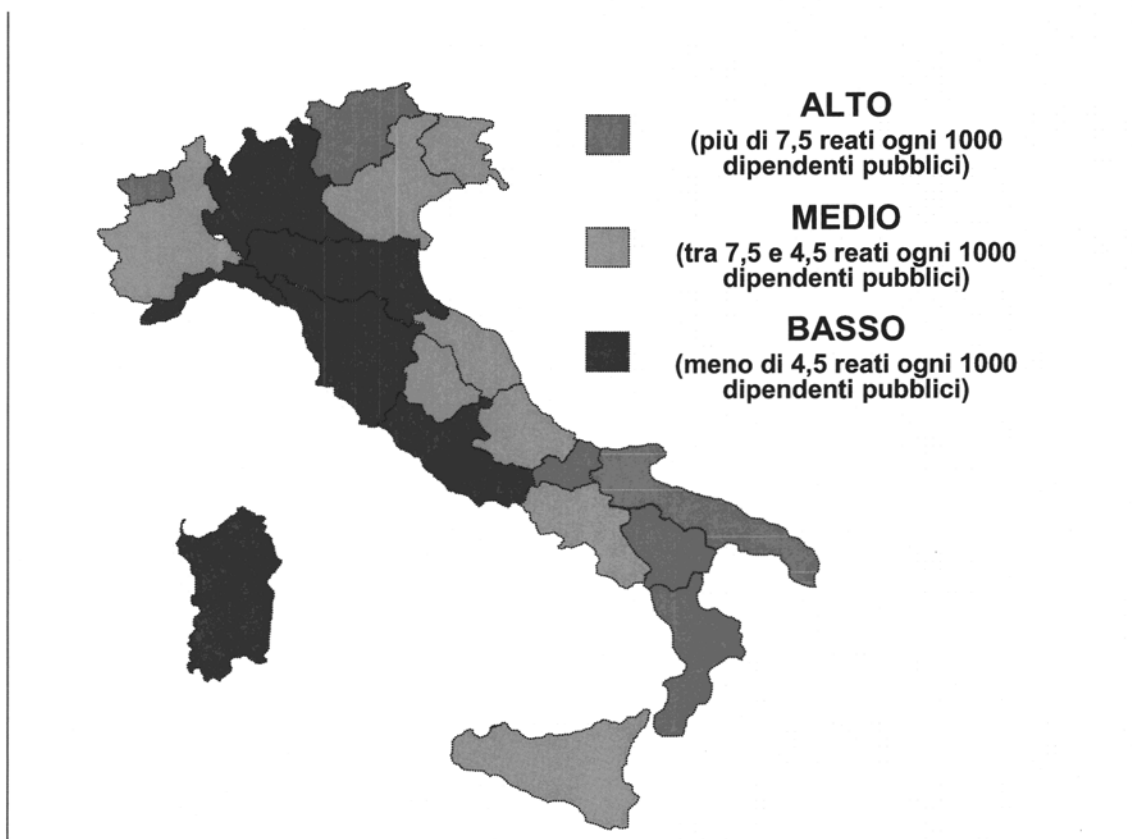 ALTO
(più di 7,5 reati ogni 1000
dipendenti pubblici)
MEDIO
(tra 7,5 e 4,5 reati ogni 1000
dipendenti pubblici)
BASSO
(meno di 4,5 reati ogni 1000
dipendenti pubblici)